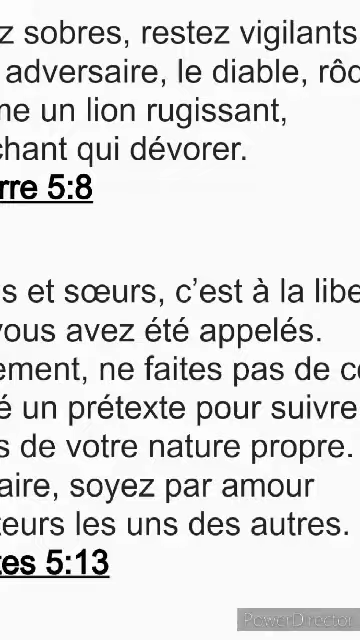 z sobres, restez vigilants
adversaire, le diable, rôd
me un lion rugissant,
chant qui dévorer.
rre 5:8
s et sœurs, c’est à la libe
vous avez été appelés.
ement, ne faites pas de ce
é un prétexte pour suivre
s de votre nature propre.
aire, soyez par amour
teurs les uns des autres.
tes 5:13
PowerDirector